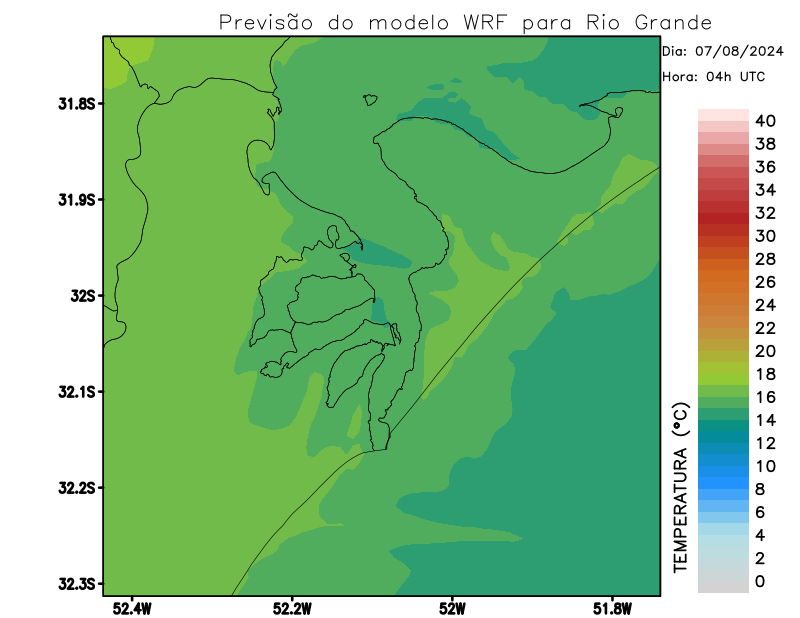 Previsão do modelo WRF para Rio Grande
Dia: 07/08/2024
Hora: 04h UTC
31.8S
31.9S
32S
32.1S
32.2S
32.3S
52.4W
52.2W
52W
51.8W
TEMPERATURA (°C)
40
38
36
34
32
30
28
26
24
22
20
18
16
14
12
10
8
6
4
2
0